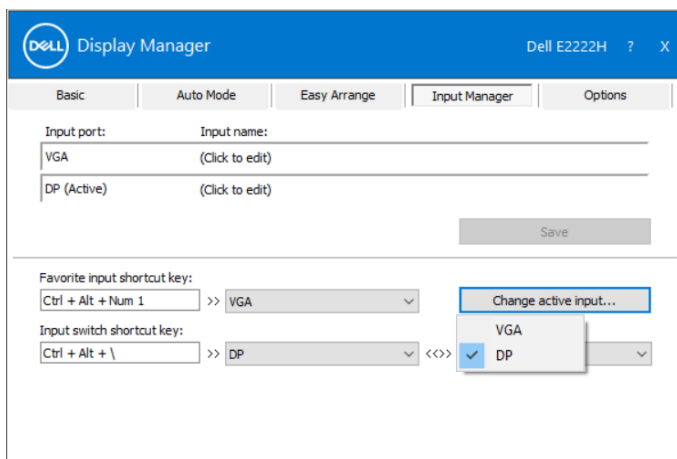 DELL Display Manager Dell E2222H ? X
Basic Auto Mode Easy Arrange Input Manager Options
Input port: Input name:
VGA (Click to edit)
DP (Active) (Click to edit)
Save
Favorite input shortcut key:
Ctrl + Alt + Num 1 >> VGA Change active input...
Input switch shortcut key:
VGA
Ctrl + Alt + \ >> DP <<>> DP